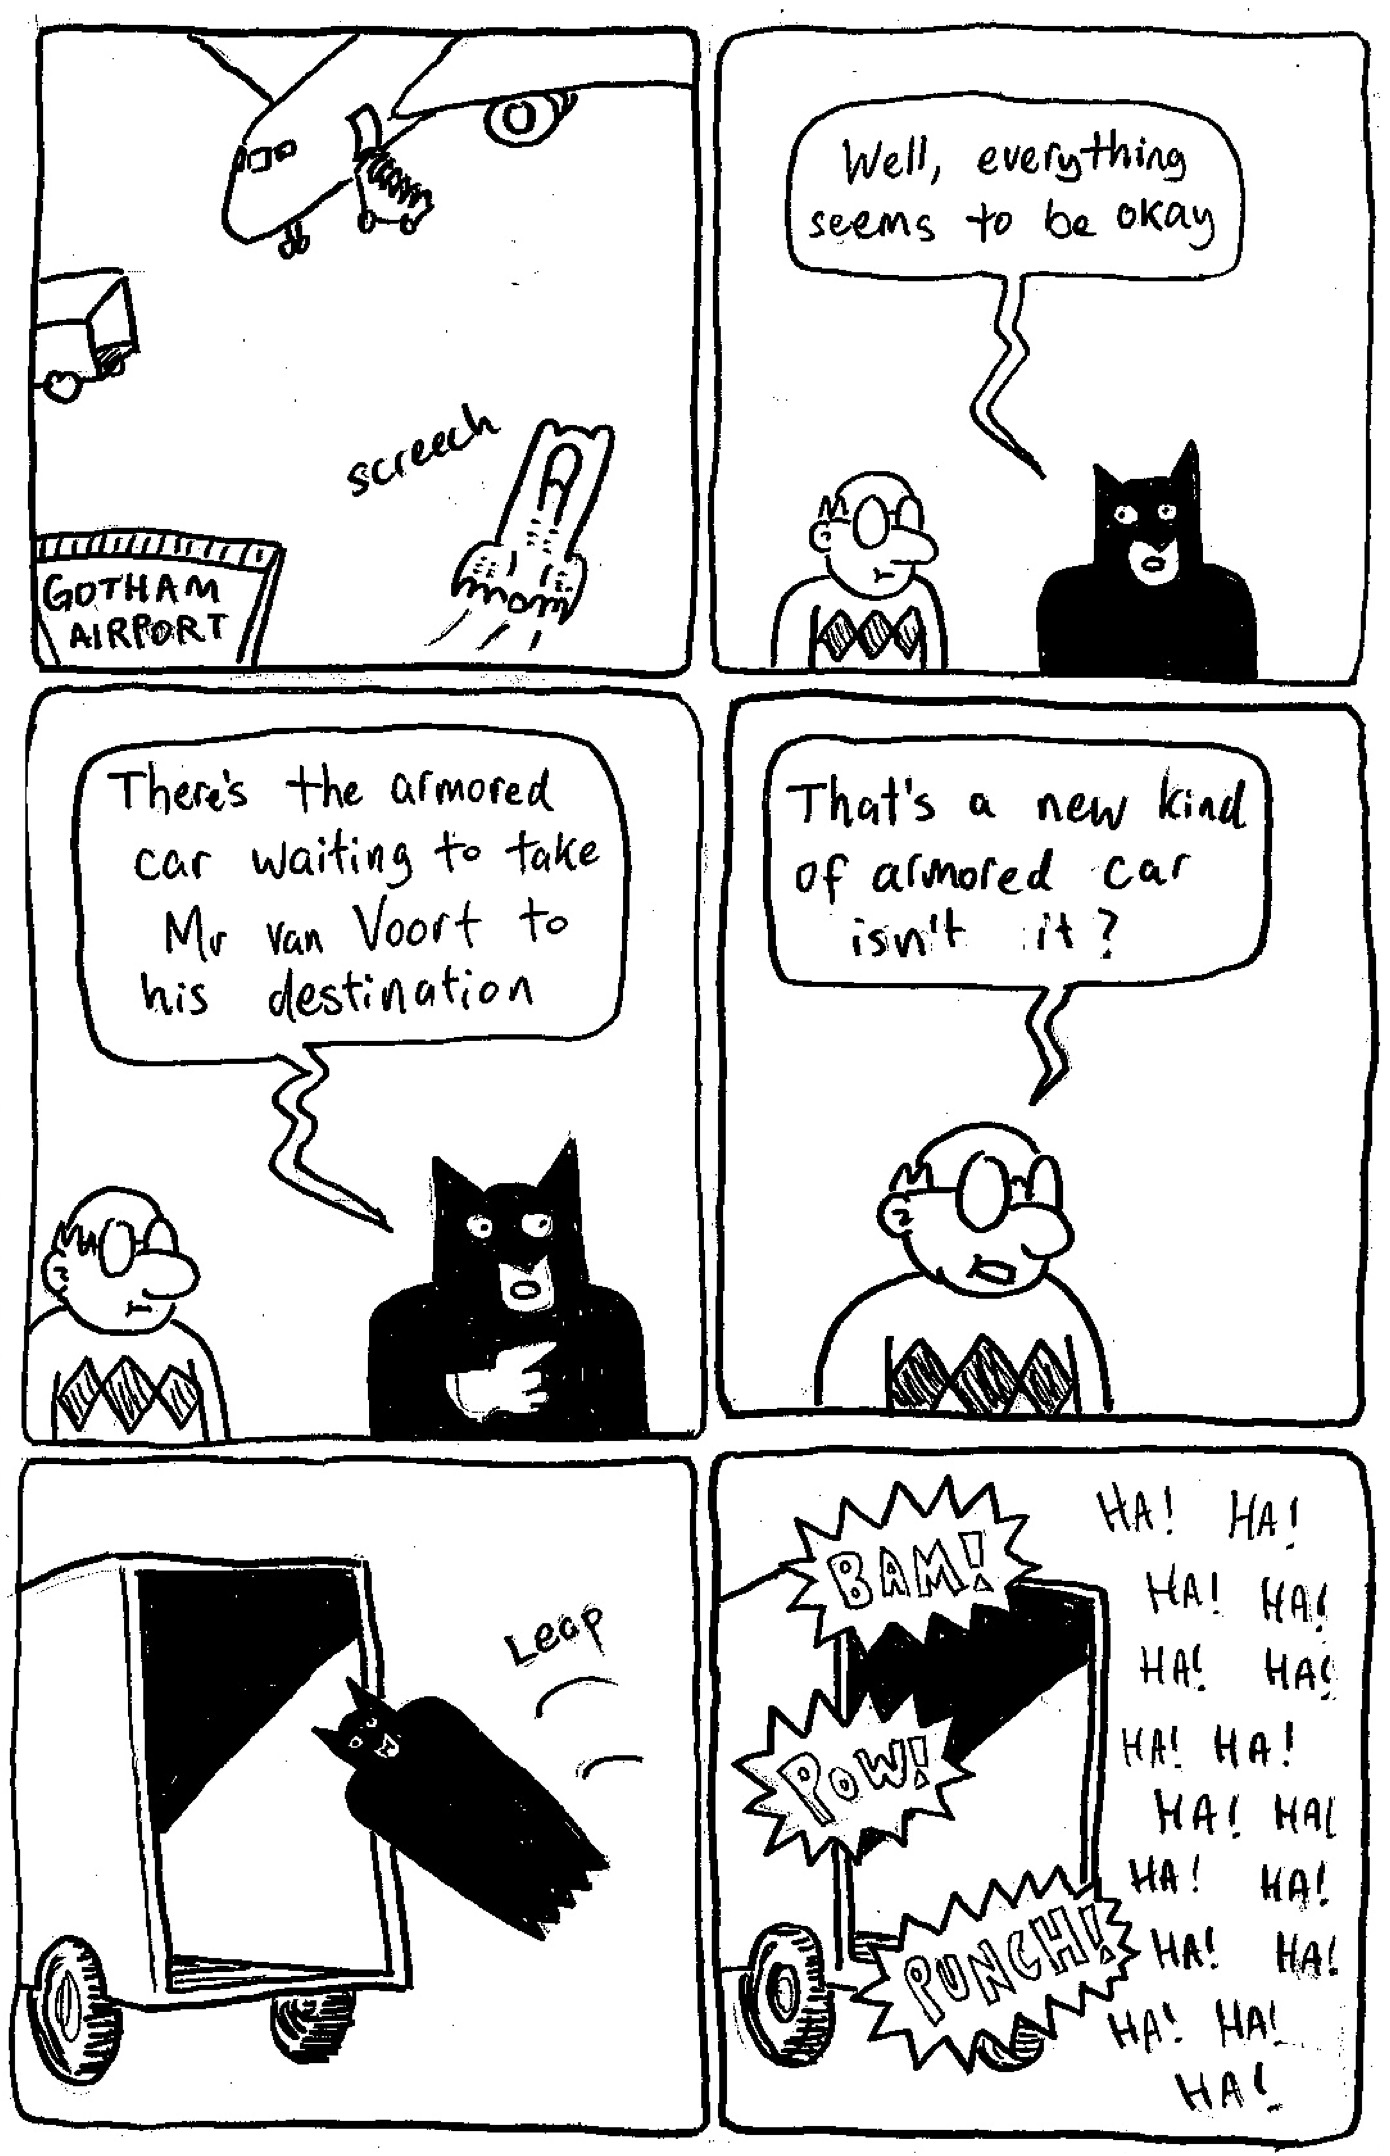 screech
GOTHAM
AIRPORT
Well, everything
seems to be okay
There's the armored
car waiting to take
Mr van Voort to
his destination
That's a new kind
of armored car
isn't it?
Leap
BAM!
POW!
PUNCH!
HA! HA!
HA! HA!
HA! HA!
HA! HA!
HA! HA!
HA! HA!
HA! HA!
HA! HA!
HA!